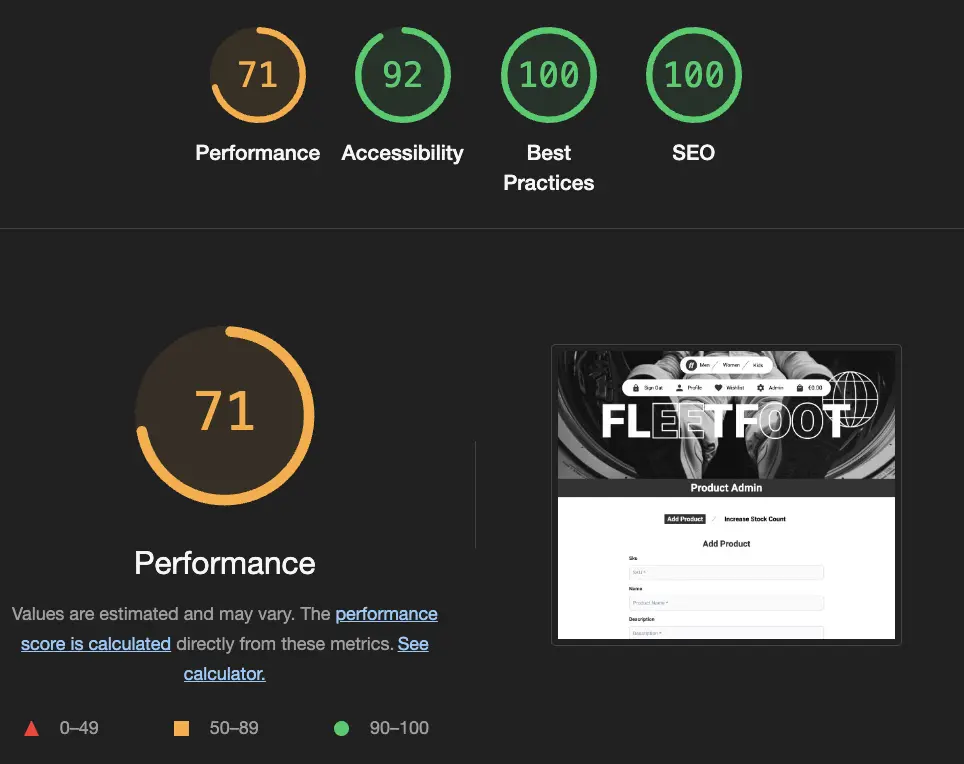 71
92
100
100
Performance
Accessibility
Best
Practices
SEO
71
Performance
Values are estimated and may vary. The performance
score is calculated directly from these metrics. See
calculator.
0–49
50–89
90–100
Men
Women
Kids
Sign Out
Profile
Wishlist
Admin
€0.00
FLEETFOOT
Product Admin
Add Product
Increase Stock Count
Add Product
Sku
SKU *
Name
Product Name *
Description
Description *